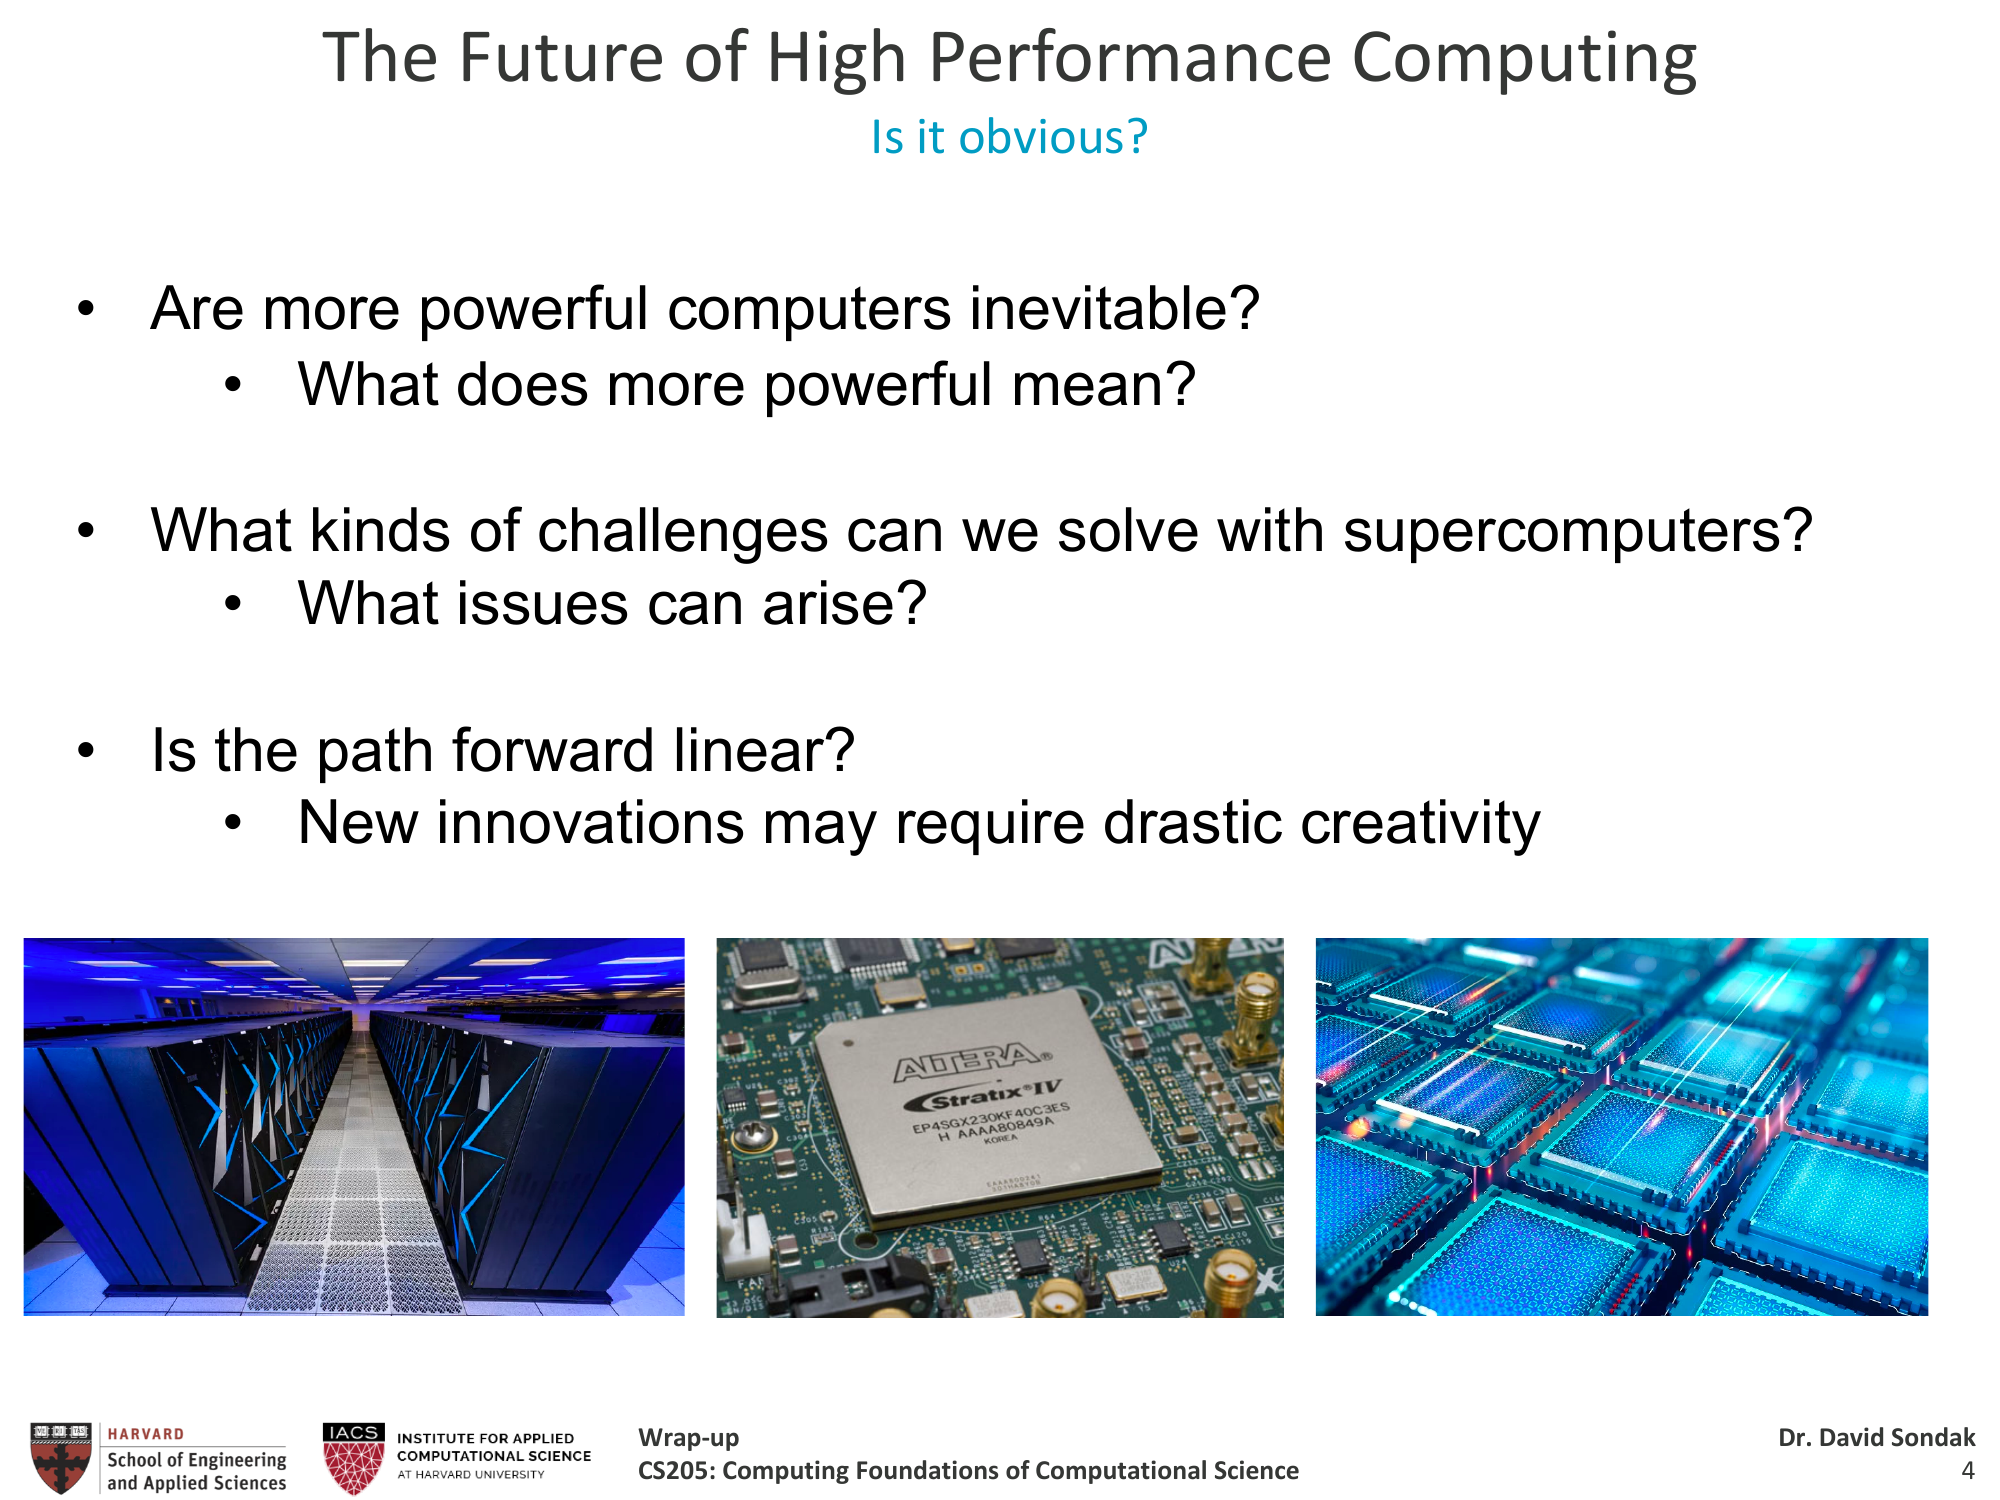 The Future of High Performance Computing
Is it obvious?
• Are more powerful computers inevitable?
• What does more powerful mean?
• What kinds of challenges can we solve with supercomputers?
• What issues can arise?
• Is the path forward linear?
• New innovations may require drastic creativity
ALTERA®
Stratix® IV
EP4SGX230KF40C3ES
H AAAA80849A
KOREA
HARVARD
School of Engineering
and Applied Sciences
IACS
INSTITUTE FOR APPLIED
COMPUTATIONAL SCIENCE
AT HARVARD UNIVERSITY
Wrap-up
CS205: Computing Foundations of Computational Science
Dr. David Sondak
4